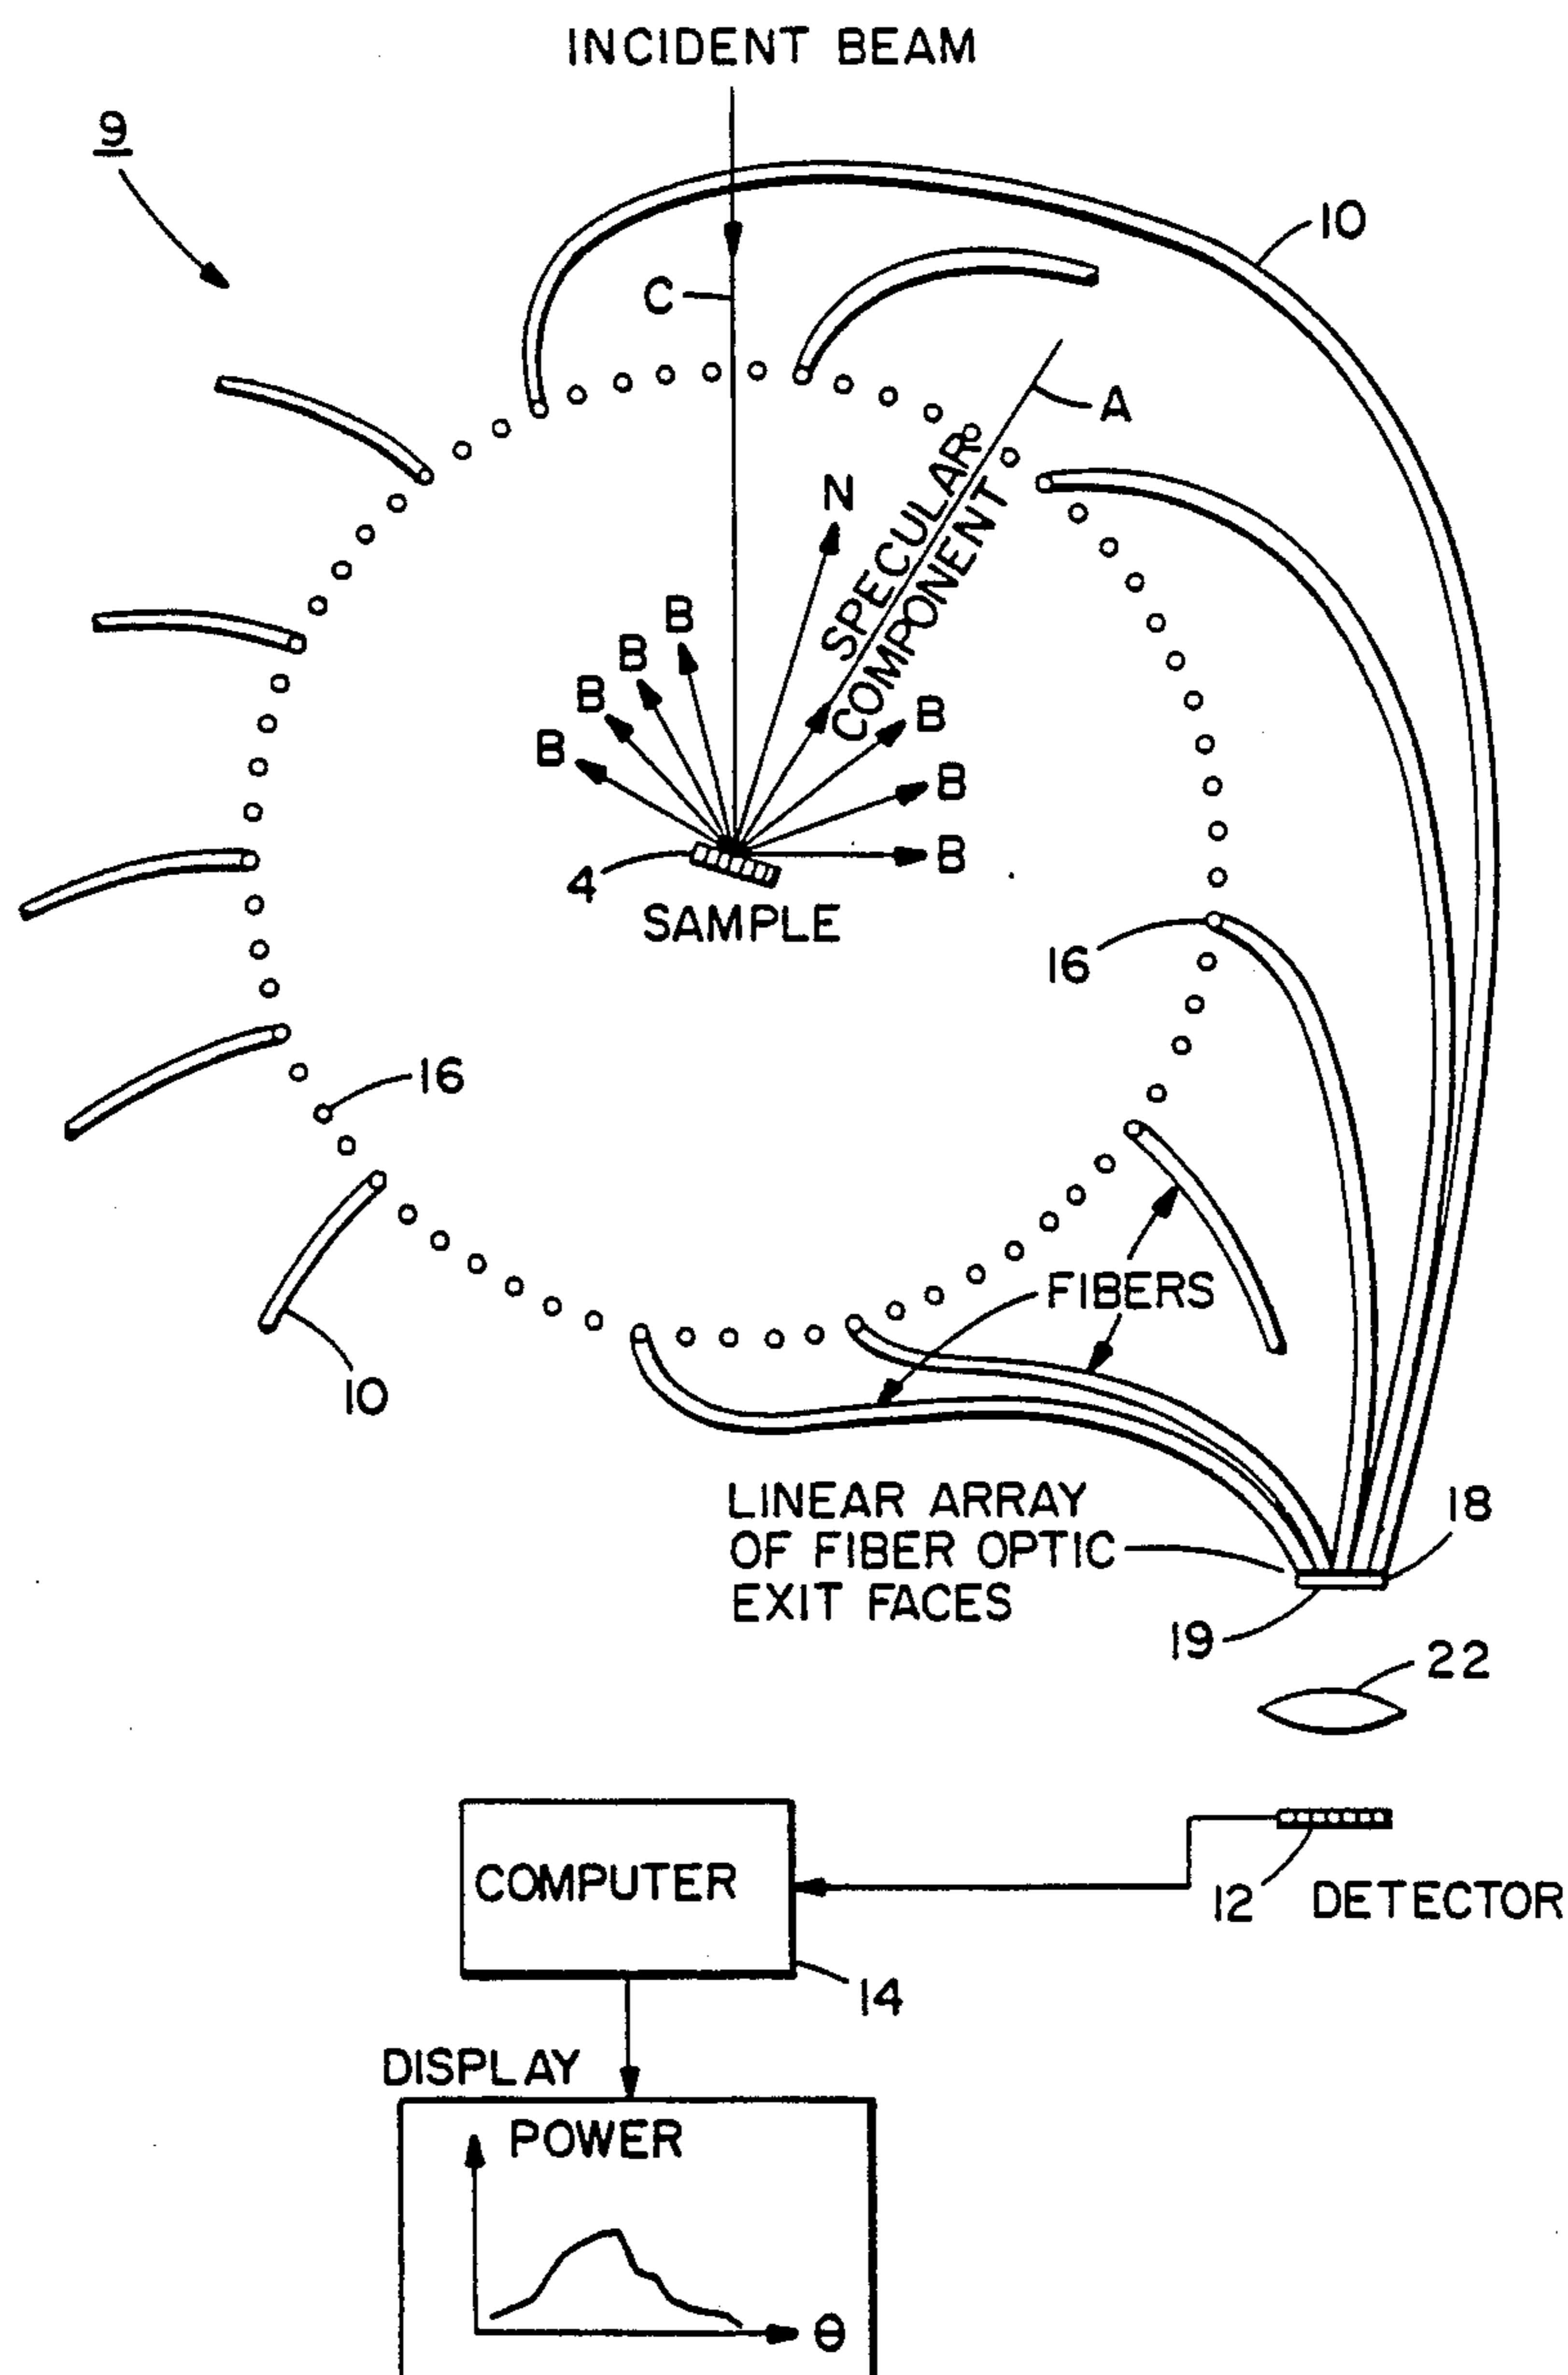 INCIDENT BEAM
9
10
C
A
N
SPECULAR
COMPONENT
B
B
B
B
B
B
B
4
SAMPLE
16
16
FIBERS
10
LINEAR ARRAY
OF FIBER OPTIC
EXIT FACES
18
19
22
COMPUTER
12
DETECTOR
14
DISPLAY
POWER
θ